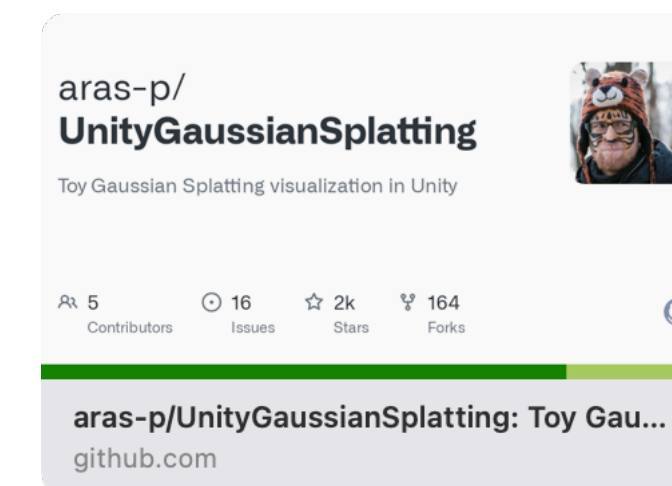 aras-p/
UnityGaussianSplatting
Toy Gaussian Splatting visualization in Unity
5
Contributors
16
Issues
2k
Stars
164
Forks
aras-p/UnityGaussianSplatting: Toy Gau...
github.com